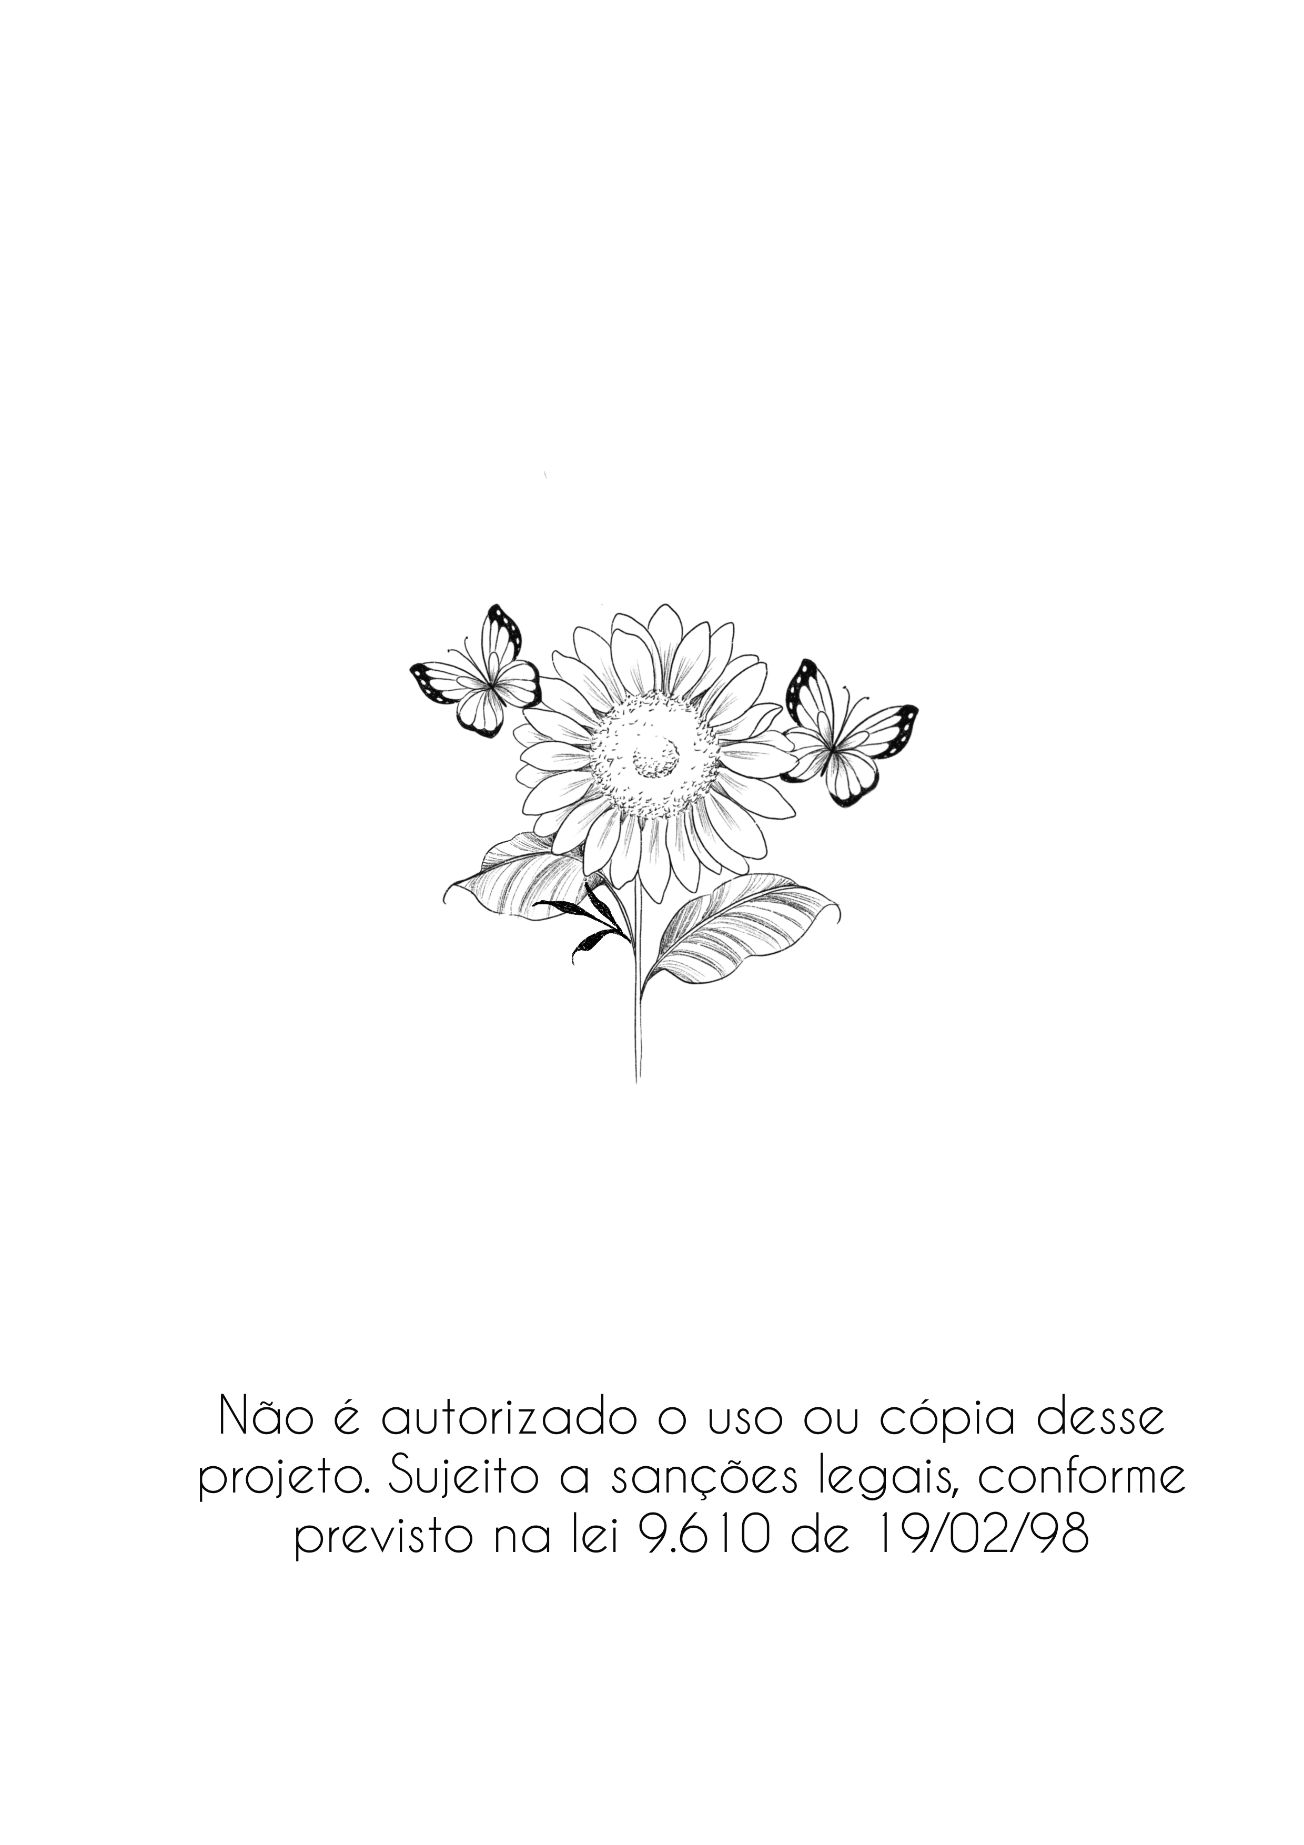 Não é autorizado o uso ou cópia desse
projeto. Sujeito a sanções legais, conforme
previsto na lei 9.610 de 19/02/98